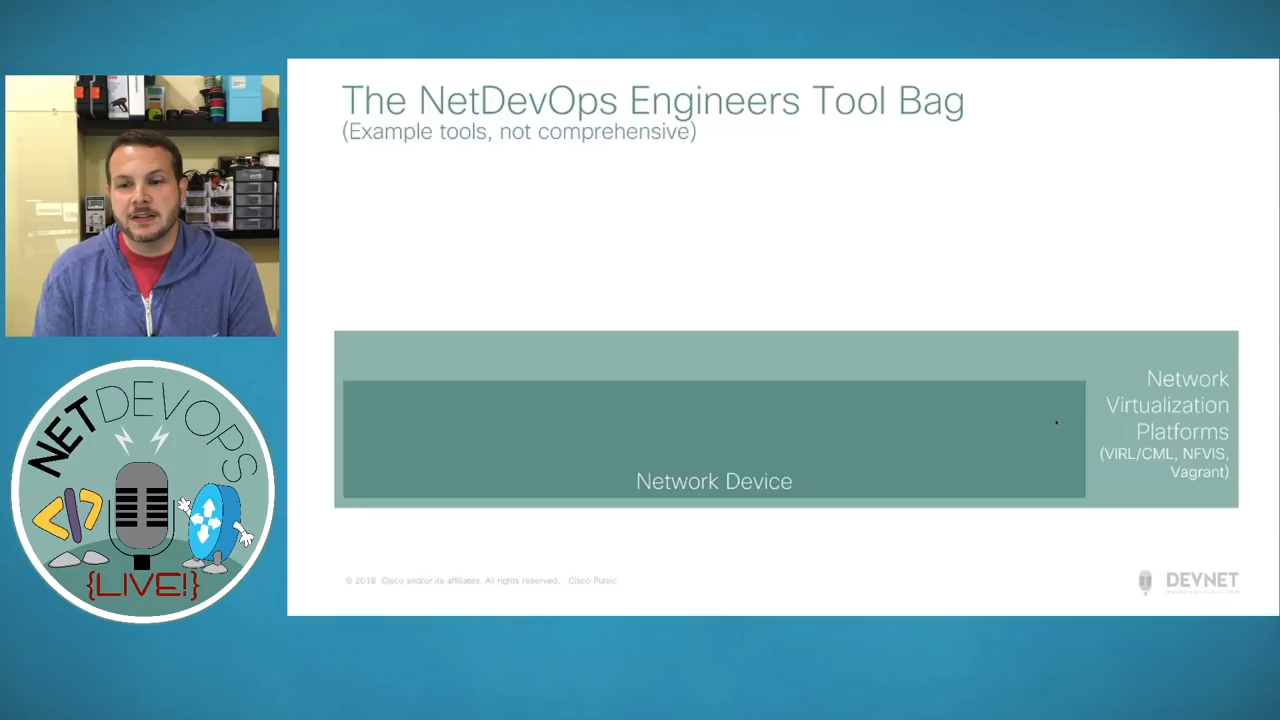 The NetDevOps Engineers Tool Bag
(Example tools, not comprehensive)
Network
Virtualization
Platforms
(VIRL/CML, NFVIS,
Vagrant)
Network Device
© 2018 Cisco and/or its affiliates. All rights reserved. Cisco Public
DEVNET
NETDEVOPS
{LIVE!}